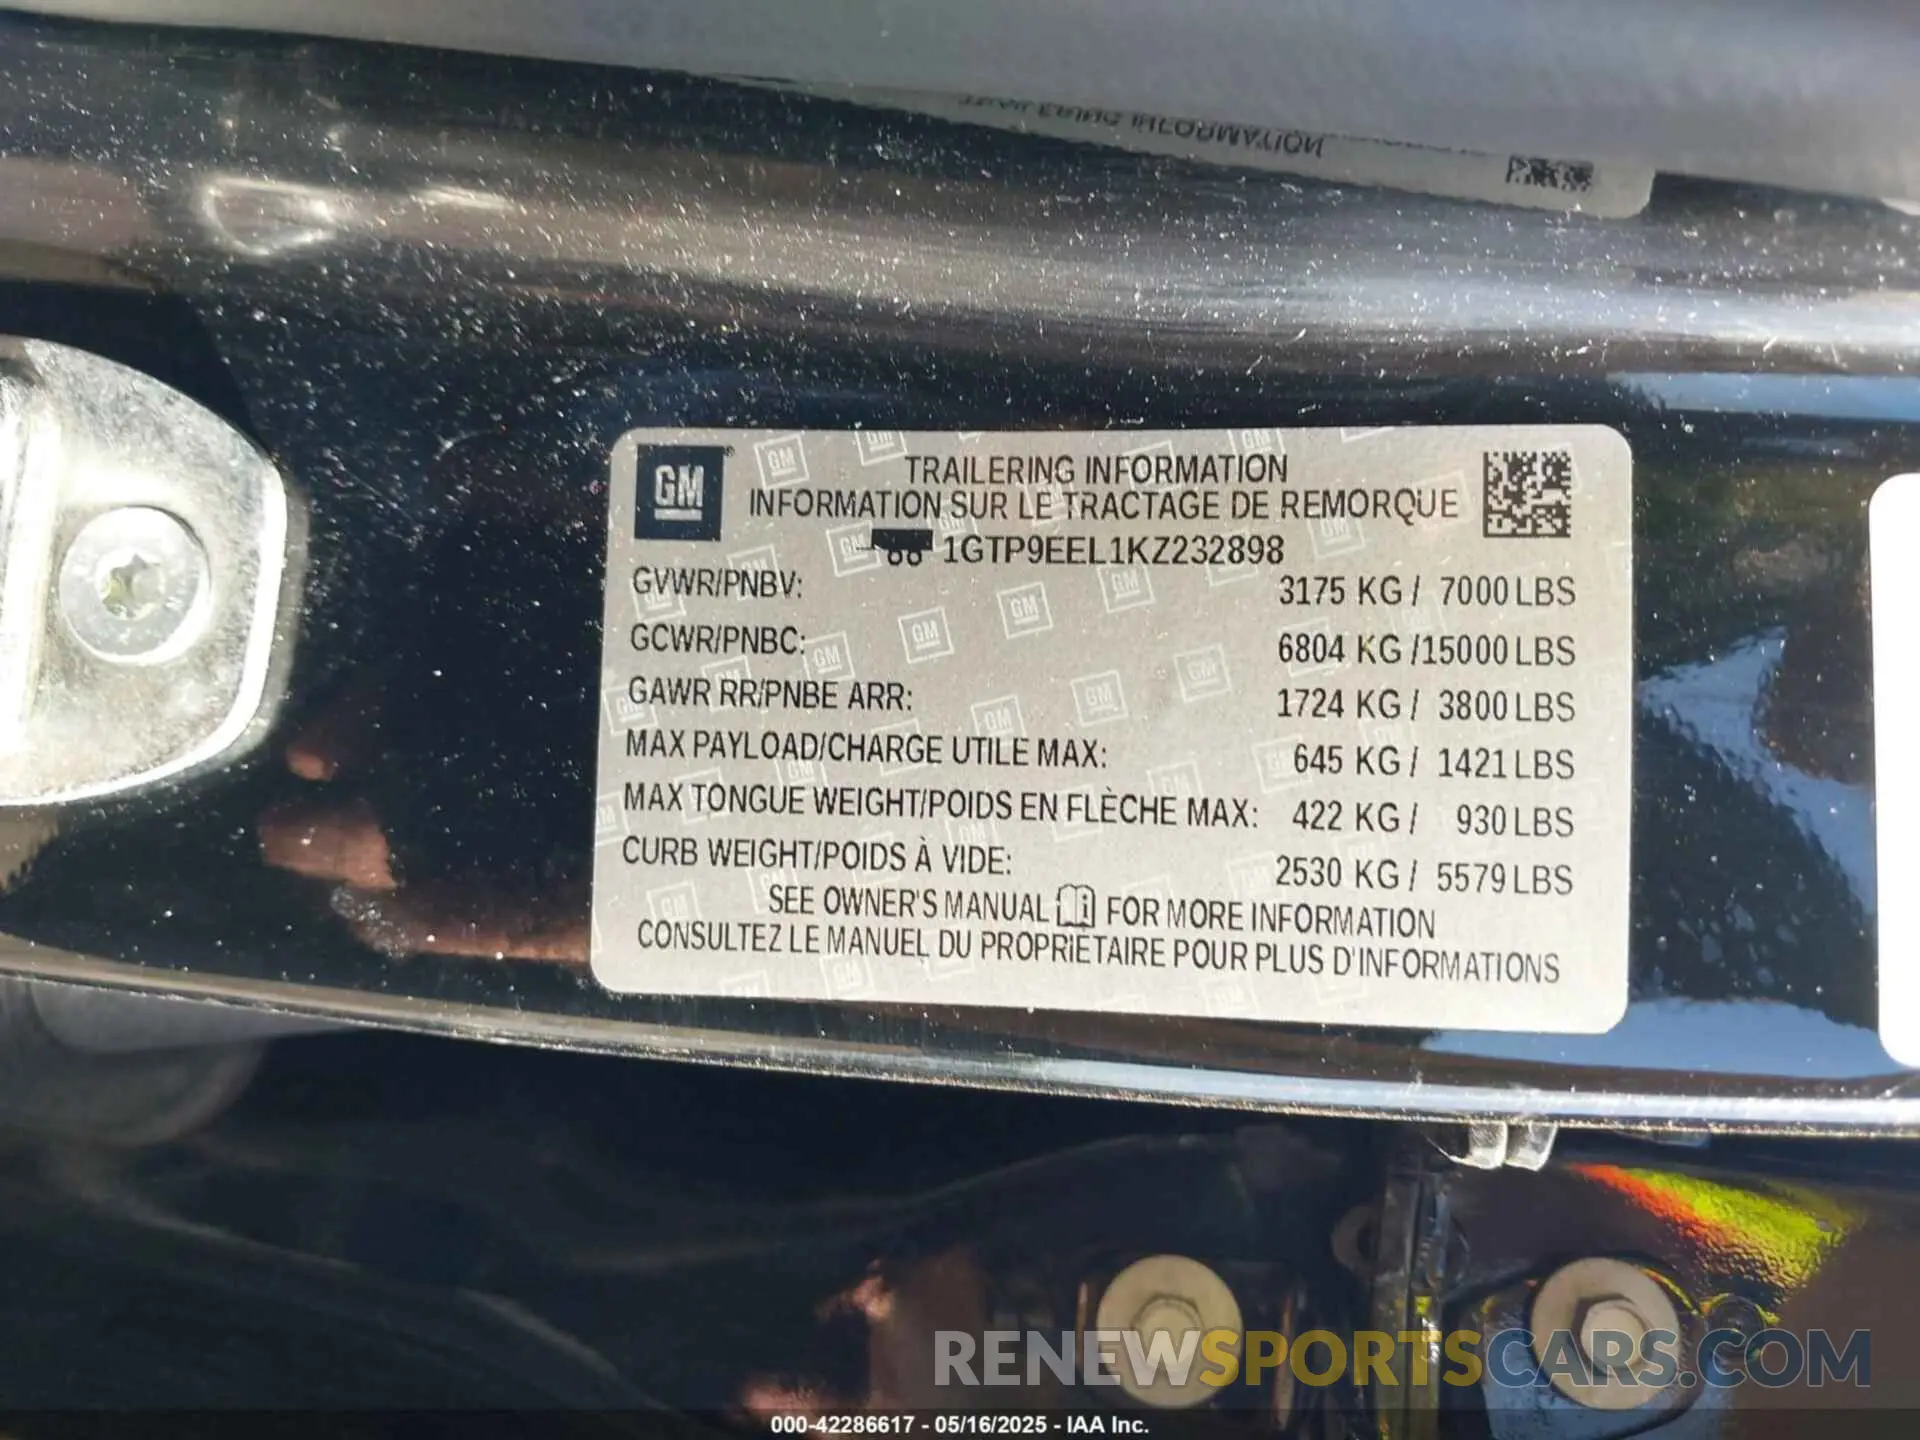 INFORMATION
GM
TRAILERING INFORMATION
INFORMATION SUR LE TRACTAGE DE REMORQUE
1GTP9EEL1KZ232898
GVWR/PNBV: 3175 KG / 7000 LBS
GCWR/PNBC: 6804 KG /15000 LBS
GAWR RR/PNBE ARR: 1724 KG / 3800 LBS
MAX PAYLOAD/CHARGE UTILE MAX: 645 KG / 1421 LBS
MAX TONGUE WEIGHT/POIDS EN FLÈCHE MAX: 422 KG / 930 LBS
CURB WEIGHT/POIDS À VIDE: 2530 KG / 5579 LBS
SEE OWNER'S MANUAL FOR MORE INFORMATION
CONSULTEZ LE MANUEL DU PROPRIETAIRE POUR PLUS D'INFORMATIONS
RENEWSPORTSCARS.COM
000-42286617 - 05/16/2025 - IAA Inc.